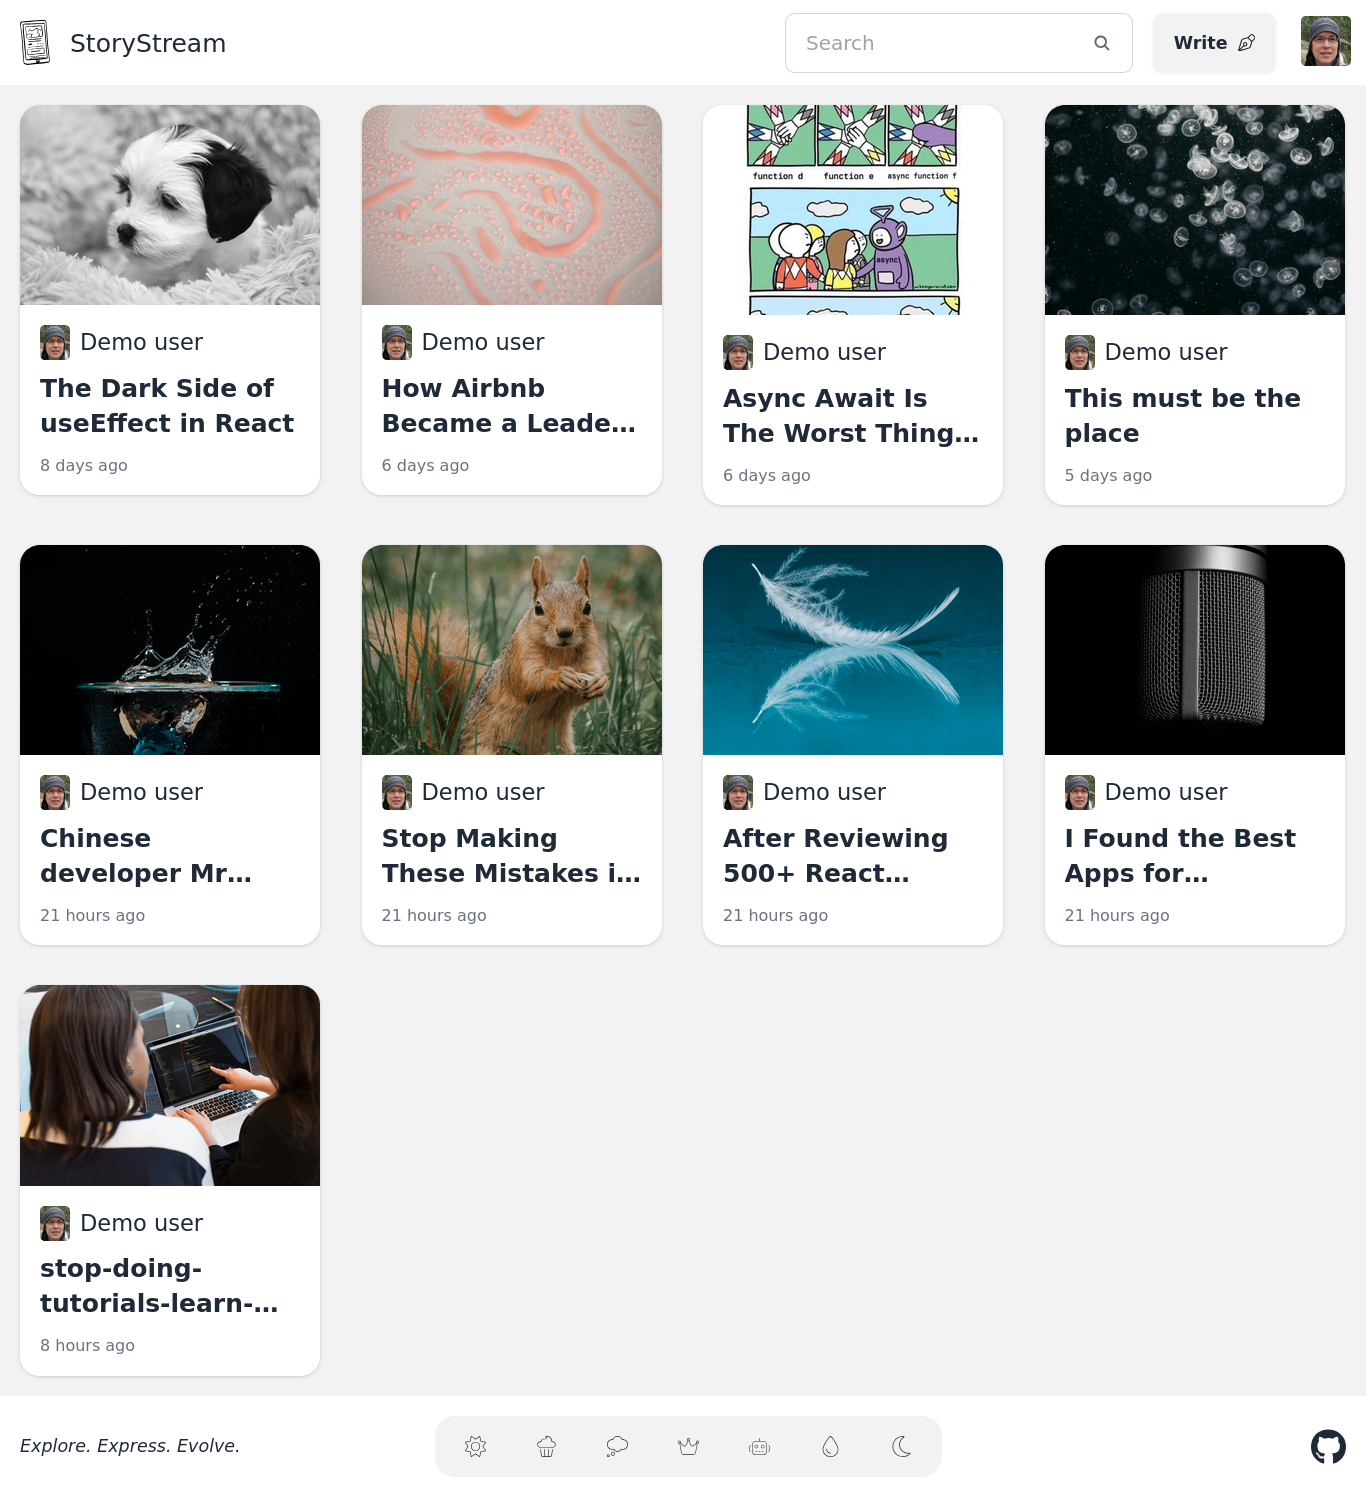 StoryStream
Search
Write
function d function e async function f
async
Demo user
The Dark Side of
useEffect in React
8 days ago
Demo user
How Airbnb
Became a Leade…
6 days ago
Demo user
Async Await Is
The Worst Thing…
6 days ago
Demo user
This must be the
place
5 days ago
Demo user
Chinese
developer Mr…
21 hours ago
Demo user
Stop Making
These Mistakes i…
21 hours ago
Demo user
After Reviewing
500+ React…
21 hours ago
Demo user
I Found the Best
Apps for…
21 hours ago
Demo user
stop-doing-
tutorials-learn-…
8 hours ago
Explore. Express. Evolve.